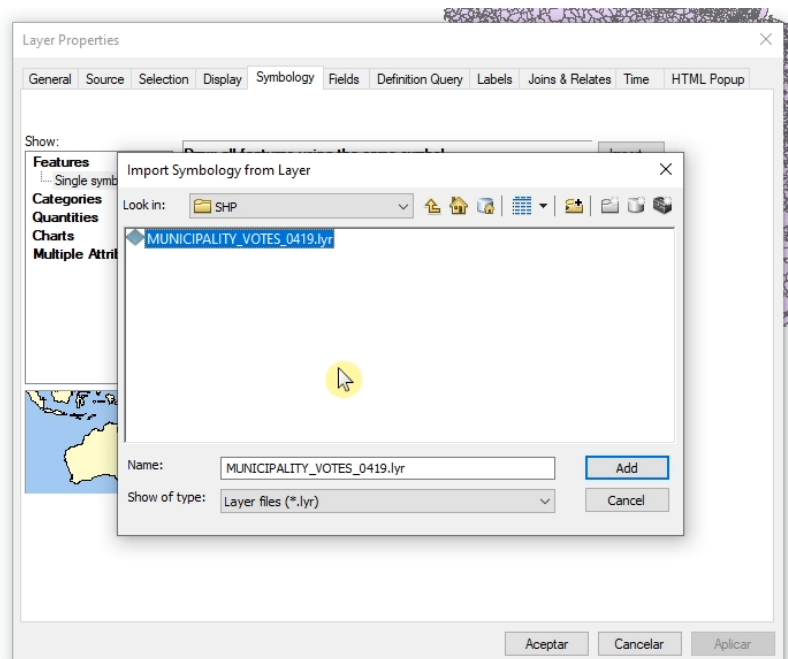 Layer Properties
General Source Selection Display Symbology Fields Definition Query Labels Joins & Relates Time HTML Popup
Show:
Features
Single symb
Categories
Quantities
Charts
Multiple Attrib
Import Symbology from Layer
Look in: SHP
MUNICIPALITY_VOTES_0419.lyr
Name: MUNICIPALITY_VOTES_0419.lyr Add
Show of type: Layer files (*.lyr) Cancel
Aceptar Cancelar Aplicar